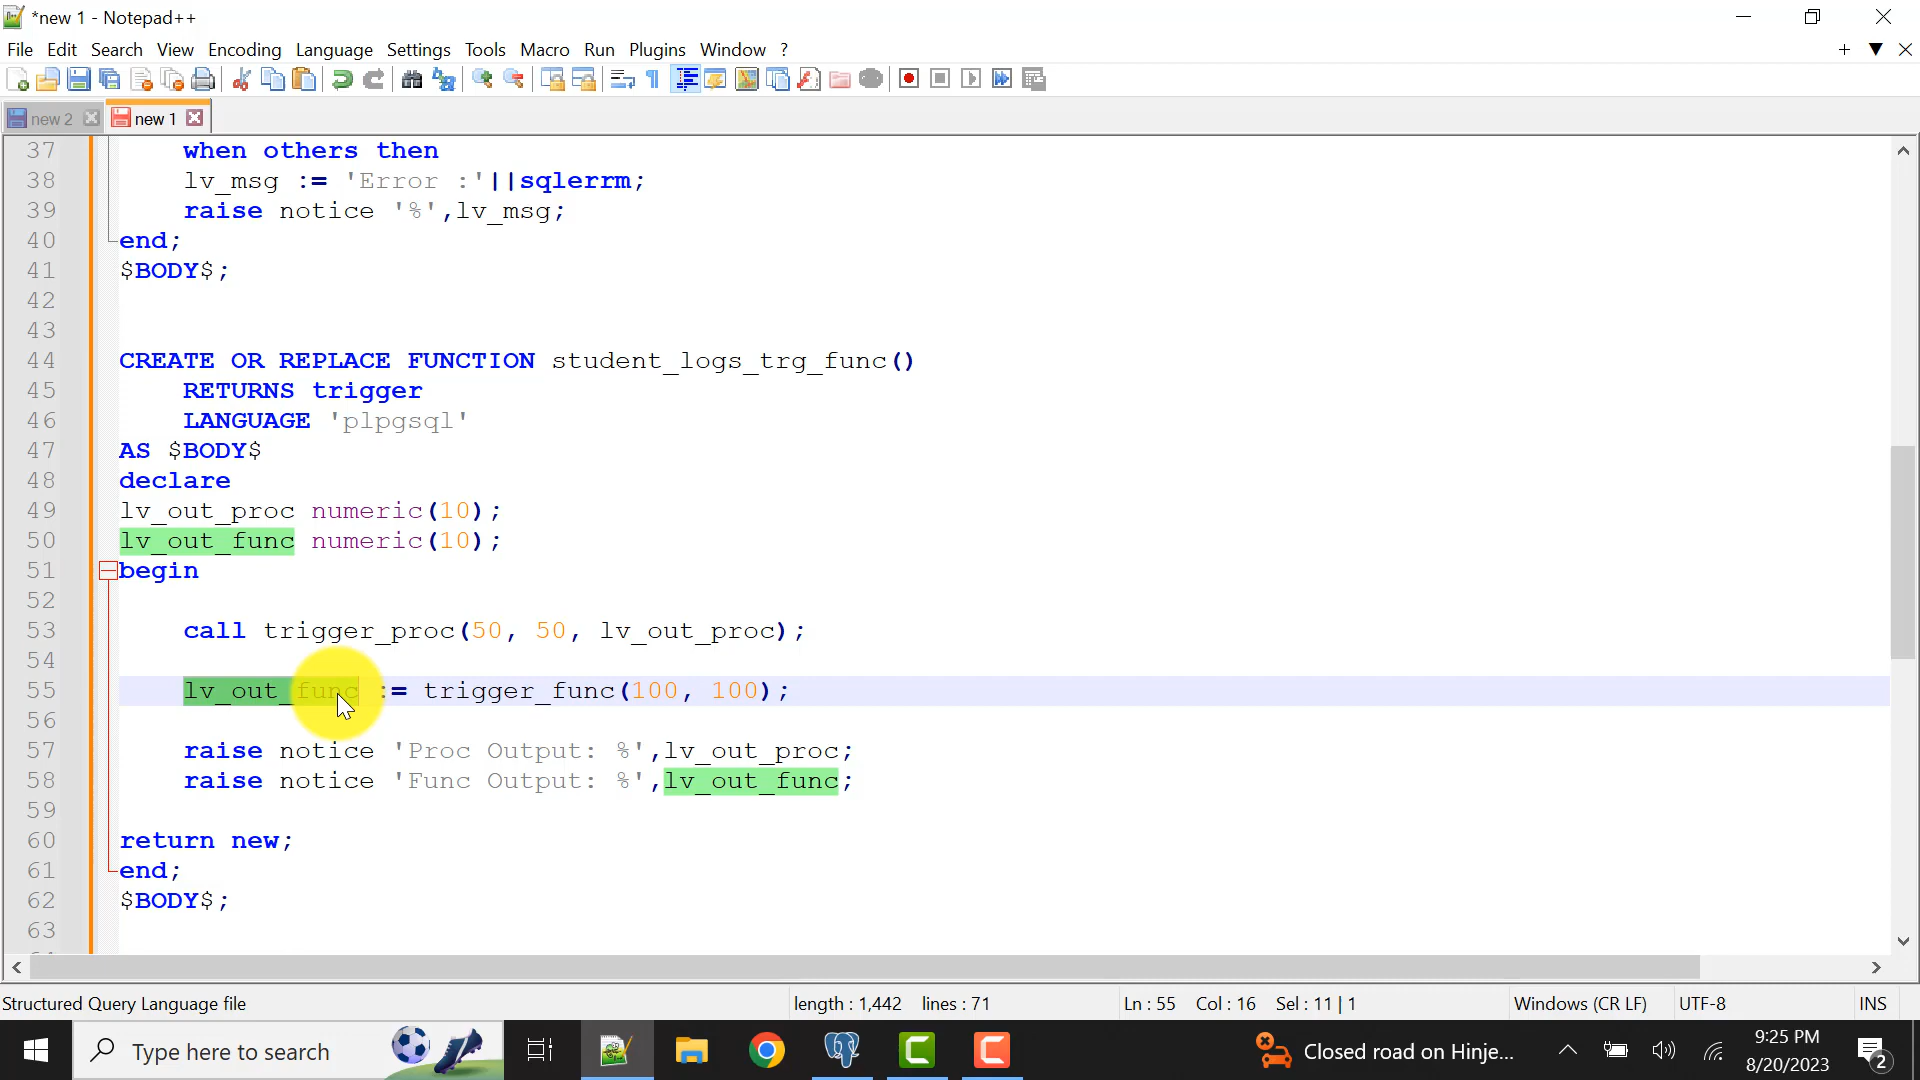 *new 1 - Notepad++
File Edit Search View Encoding Language Settings Tools Macro Run Plugins Window ?
new 2 new 1
37 when others then
38 lv_msg := 'Error :'||sqlerrm;
39 raise notice '%',lv_msg;
40 end;
41 $BODY$;
42
43
44 CREATE OR REPLACE FUNCTION student_logs_trg_func()
45 RETURNS trigger
46 LANGUAGE 'plpgsql'
47 AS $BODY$
48 declare
49 lv_out_proc numeric(10);
50 lv_out_func numeric(10);
51 begin
52
53 call trigger_proc(50, 50, lv_out_proc);
54
55 lv_out_func := trigger_func(100, 100);
56
57 raise notice 'Proc Output: %',lv_out_proc;
58 raise notice 'Func Output: %',lv_out_func;
59
60 return new;
61 end;
62 $BODY$;
63
Structured Query Language file length : 1,442 lines : 71 Ln : 55 Col : 16 Sel : 11 | 1 Windows (CR LF) UTF-8 INS
Type here to search Closed road on Hinje... 9:25 PM
8/20/2023 2